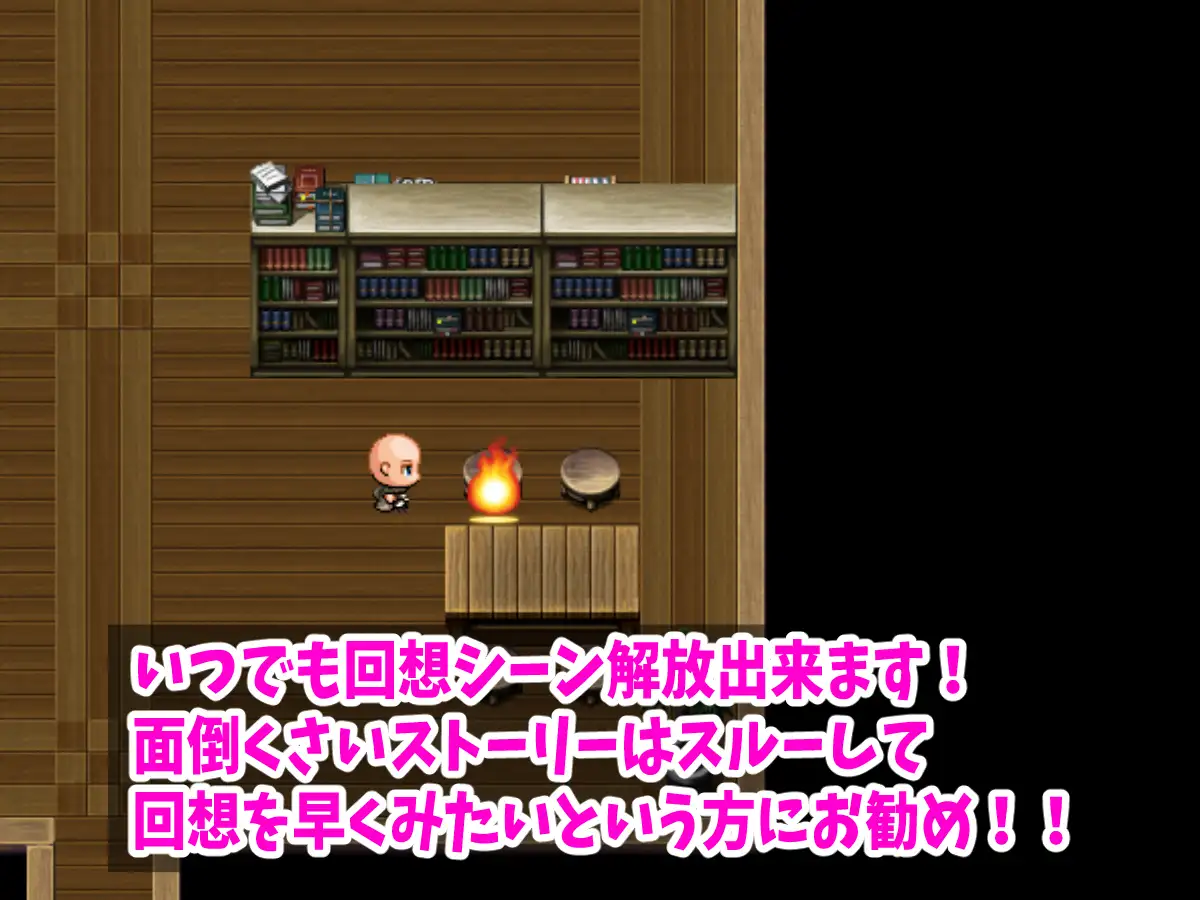 いつでも回想シーン解放出来ます！
面倒くさいストーリーはスルーして
回想を早くみたいという方にお勧め！！